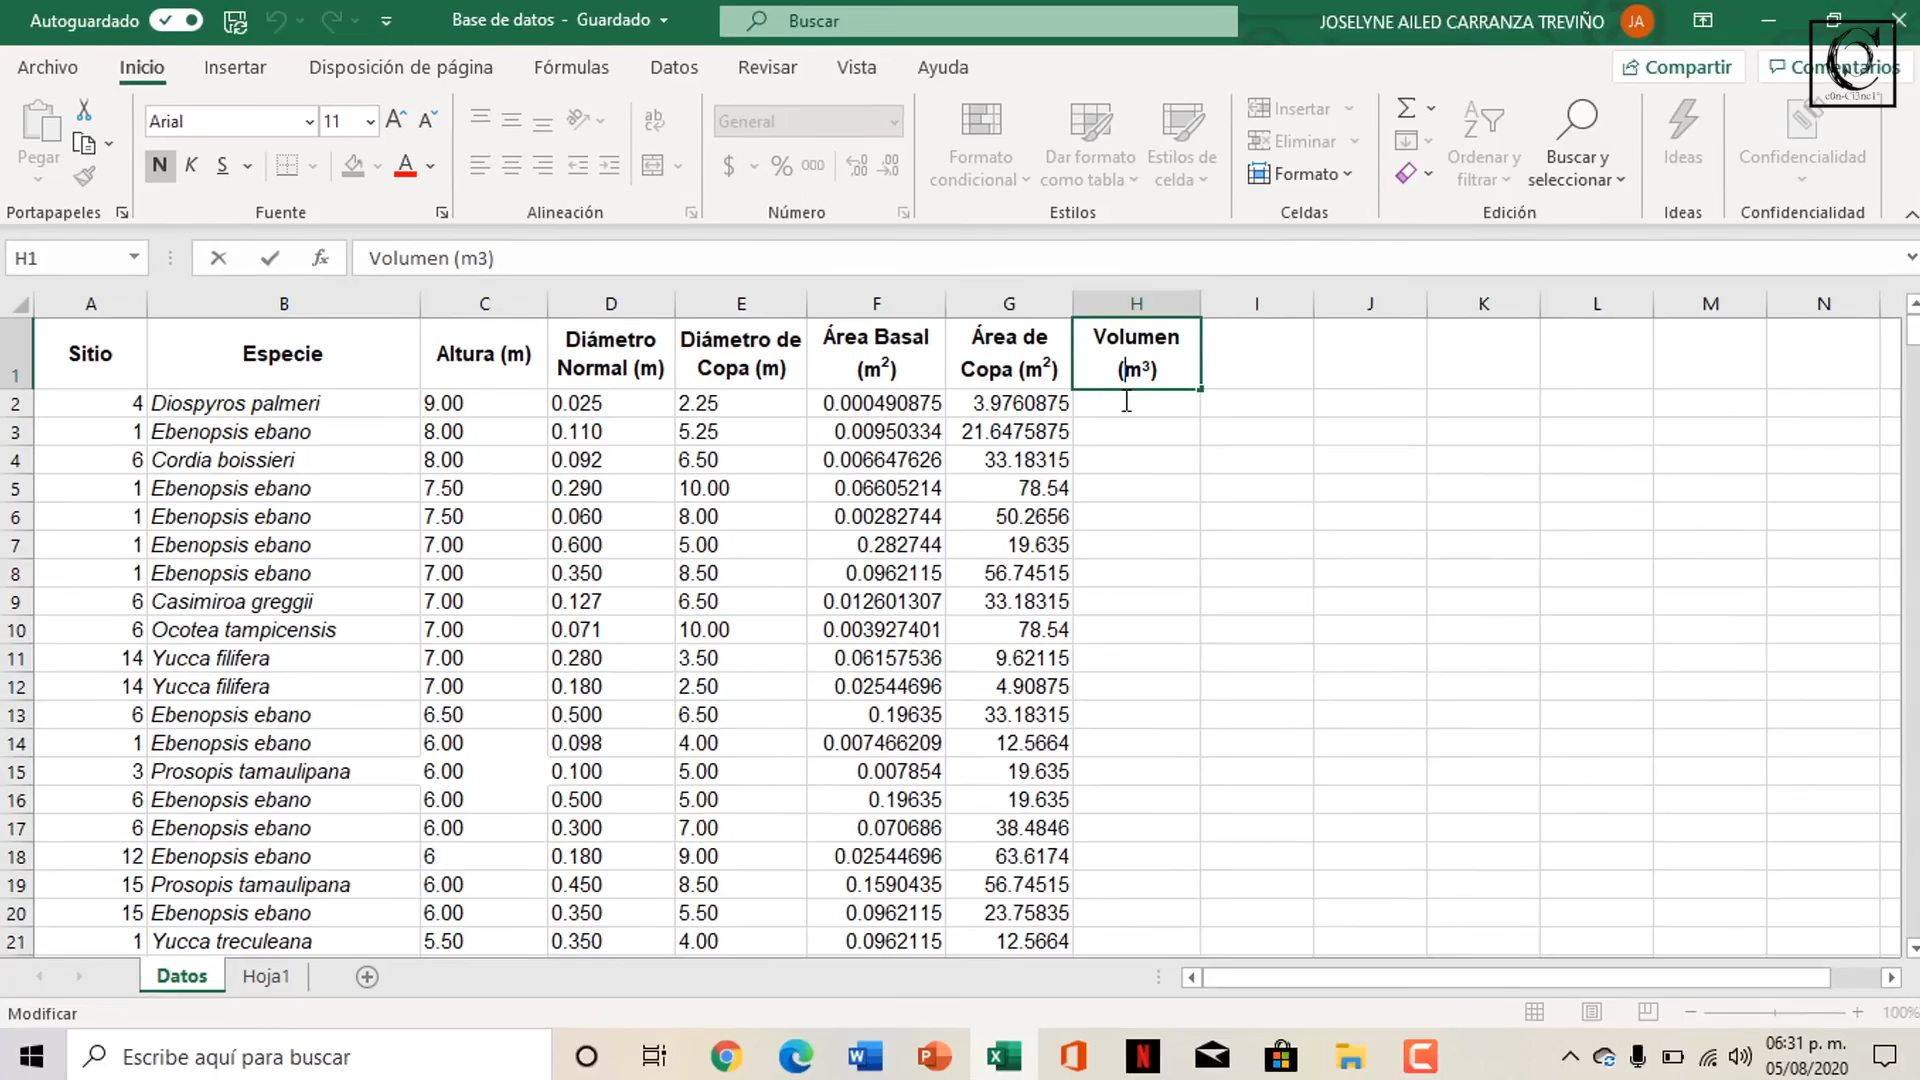 Autoguardado
Base de datos - Guardado
Buscar
JOSELYNE AILED CARRANZA TREVIÑO
JA
Archivo Inicio Insertar Disposición de página Fórmulas Datos Revisar Vista Ayuda
Compartir
Comentarios
Pegar
Arial 11
N K S
General
$ % 000
Formato condicional
Dar formato como tabla
Estilos de celda
Insertar
Eliminar
Formato
Ordenar y filtrar
Buscar y seleccionar
Ideas
Confidencialidad
Portapapeles Fuente Alineación Número Estilos Celdas Edición Ideas Confidencialidad
H1 fx Volumen (m3)
A B C D E F G H I J K L M N
1 Sitio Especie Altura (m) Diámetro Normal (m) Diámetro de Copa (m) Área Basal (m²) Área de Copa (m²) Volumen (m³)
2 4 Diospyros palmeri 9.00 0.025 2.25 0.000490875 3.9760875
3 1 Ebenopsis ebano 8.00 0.110 5.25 0.00950334 21.6475875
4 6 Cordia boissieri 8.00 0.092 6.50 0.006647626 33.18315
5 1 Ebenopsis ebano 7.50 0.290 10.00 0.06605214 78.54
6 1 Ebenopsis ebano 7.50 0.060 8.00 0.00282744 50.2656
7 1 Ebenopsis ebano 7.00 0.600 5.00 0.282744 19.635
8 1 Ebenopsis ebano 7.00 0.350 8.50 0.0962115 56.74515
9 6 Casimiroa greggii 7.00 0.127 6.50 0.012601307 33.18315
10 6 Ocotea tampicensis 7.00 0.071 10.00 0.003927401 78.54
11 14 Yucca filifera 7.00 0.280 3.50 0.06157536 9.62115
12 14 Yucca filifera 7.00 0.180 2.50 0.02544696 4.90875
13 6 Ebenopsis ebano 6.50 0.500 6.50 0.19635 33.18315
14 1 Ebenopsis ebano 6.00 0.098 4.00 0.007466209 12.5664
15 3 Prosopis tamaulipana 6.00 0.100 5.00 0.007854 19.635
16 6 Ebenopsis ebano 6.00 0.500 5.00 0.19635 19.635
17 6 Ebenopsis ebano 6.00 0.300 7.00 0.070686 38.4846
18 12 Ebenopsis ebano 6 0.180 9.00 0.02544696 63.6174
19 15 Prosopis tamaulipana 6.00 0.450 8.50 0.1590435 56.74515
20 15 Ebenopsis ebano 6.00 0.350 5.50 0.0962115 23.75835
21 1 Yucca treculeana 5.50 0.350 4.00 0.0962115 12.5664
Datos Hoja1
Modificar
100%
Escribe aquí para buscar
06:31 p. m.
05/08/2020